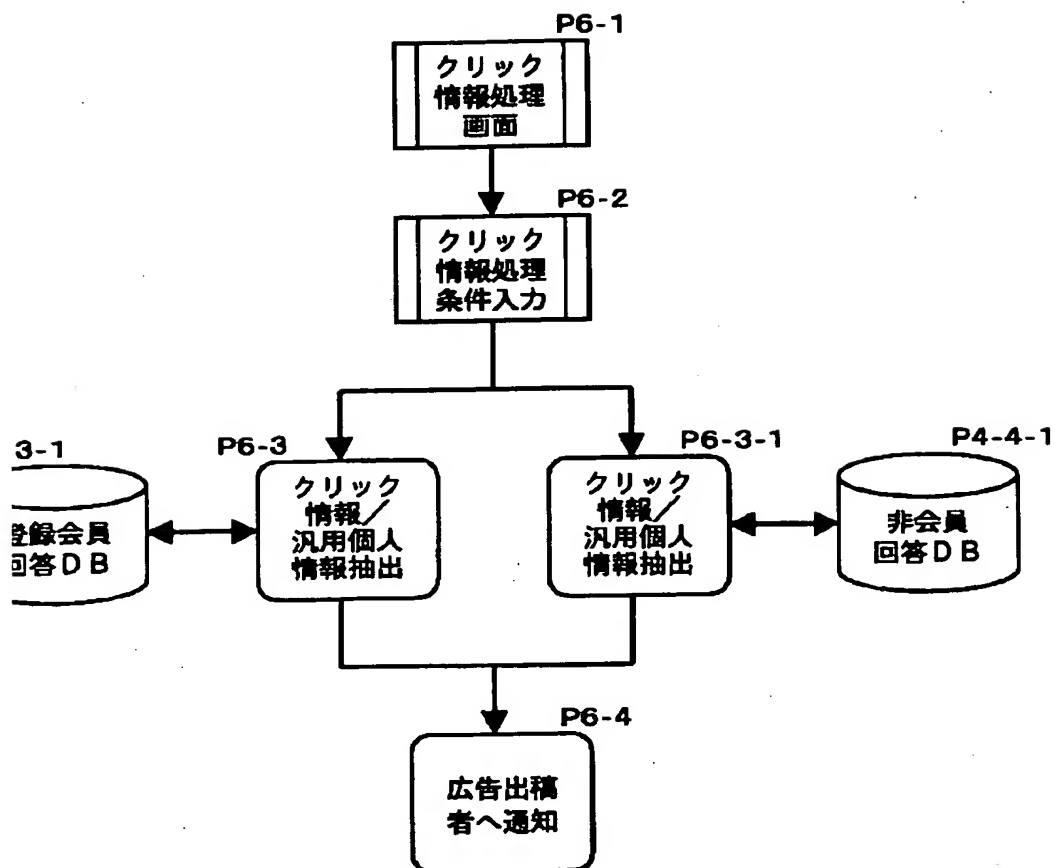 P6-1
クリック
情報処理
画面
P6-2
クリック
情報処理
条件入力
3-1
P6-3
P6-3-1
P4-4-1
登録会員
回答DB
クリック
情報/
汎用個人
情報抽出
クリック
情報/
汎用個人
情報抽出
非会員
回答DB
P6-4
広告出稿
者へ通知